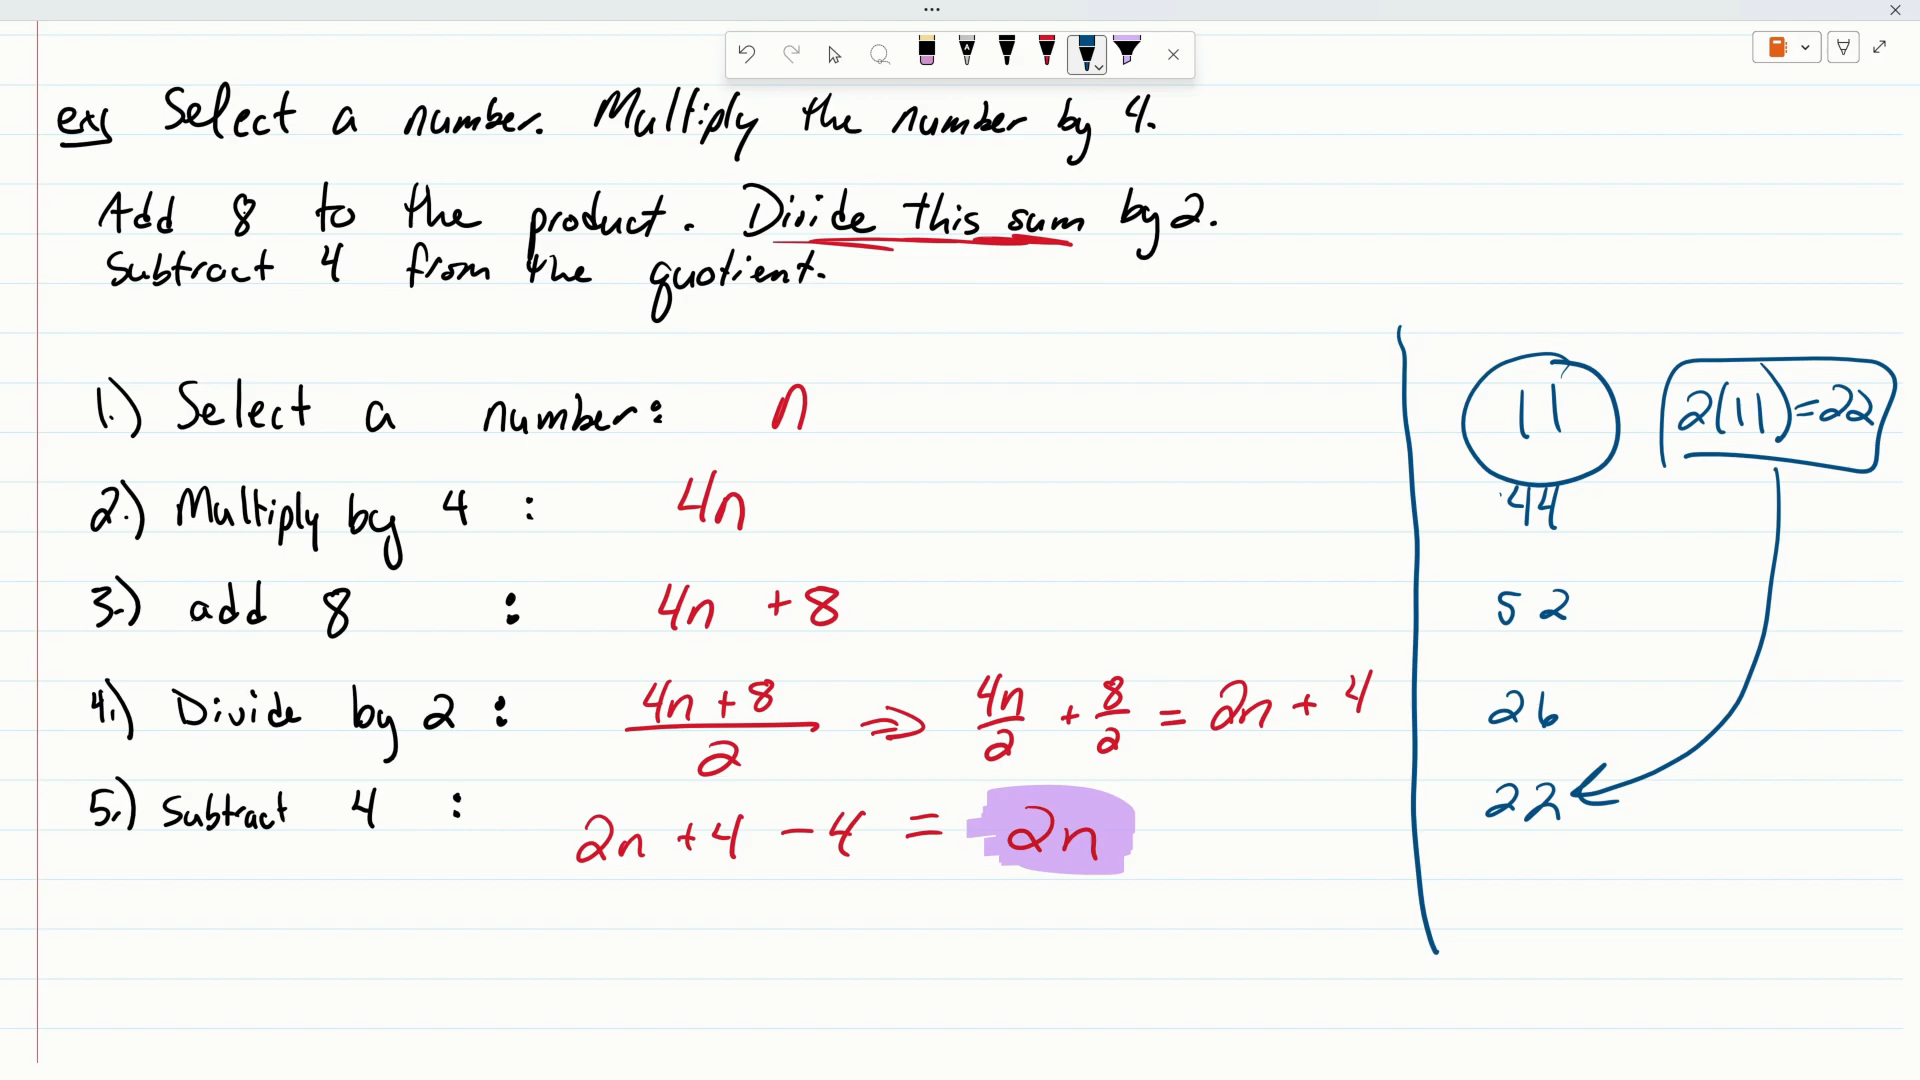 ex, Select a number. Multiply the number by 4.
Add 8 to the product. Divide this sum by 2.
Subtract 4 from the quotient.
1.) Select a number: n
2.) Multiply by 4 : 4n
3.) add 8 : 4n + 8
4.) Divide by 2 : (4n + 8)/2 ⇒ 4n/2 + 8/2 = 2n + 4
5.) Subtract 4 : 2n + 4 - 4 = 2n
11 2(11)=22
44
52
26
22